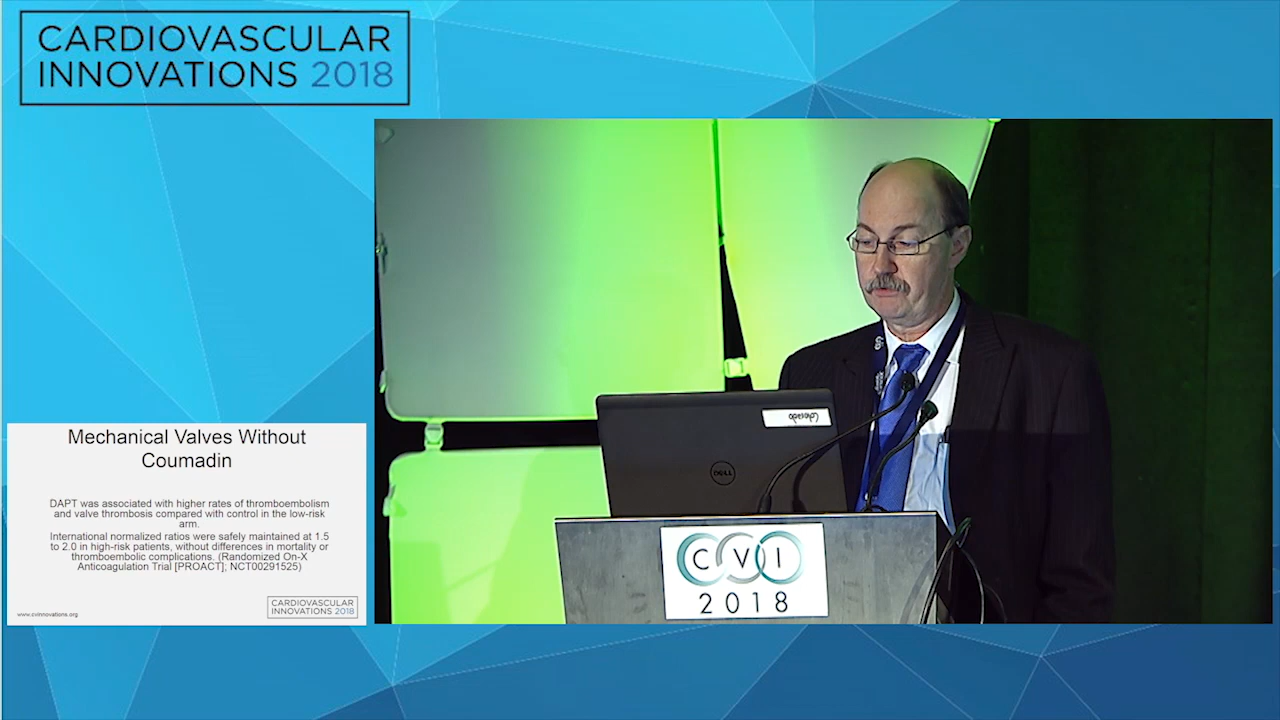 CARDIOVASCULAR
INNOVATIONS 2018
Mechanical Valves Without
Coumadin
DAPT was associated with higher rates of thromboembolism
and valve thrombosis compared with control in the low-risk
arm.
International normalized ratios were safely maintained at 1.5
to 2.0 in high-risk patients, without differences in mortality or
thromboembolic complications. (Randomized On-X
Anticoagulation Trial [PROACT]; NCT00291525)
www.cvinnovations.org
CARDIOVASCULAR
INNOVATIONS 2018
Colorado
DELL
CVI
2018